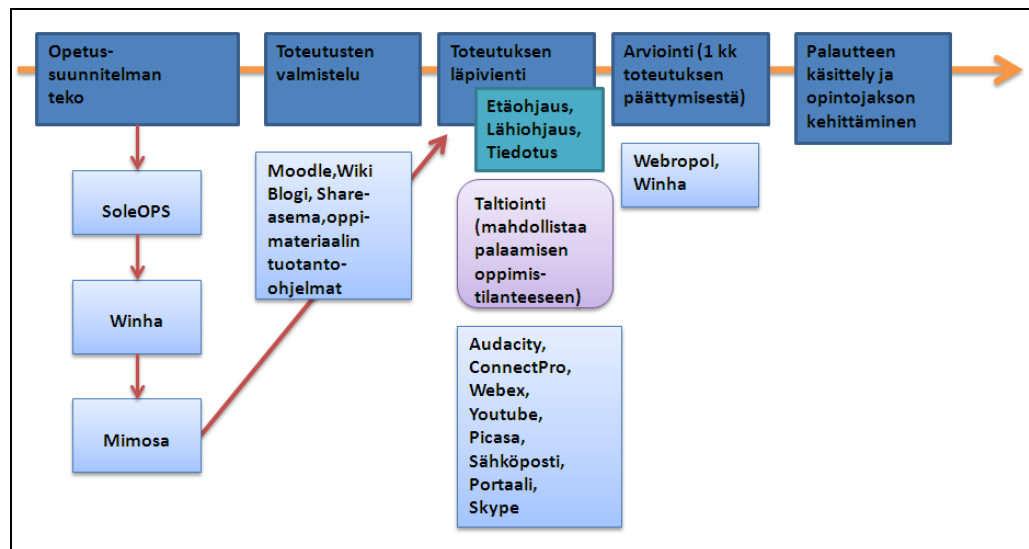 Opetus-
suunnitelman
teko
Toteutusten
valmistelu
Toteutuksen
läpivienti
Arviointi (1 kk
toteutuksen
päättymisestä)
Palautteen
käsittely ja
opintojakson
kehittäminen
Etäohjaus,
Lähiohjaus,
Tiedotus
SoleOPS
Winha
Mimosa
Moodle,Wiki
Blogi, Share-
asema,oppi-
materiaalin
tuotanto-
ohjelmat
Taltiointi
(mahdollistaa
palaamisen
oppimis-
tilanteeseen)
Audacity,
ConnectPro,
Webex,
Youtube,
Picasa,
Sähköposti,
Portaali,
Skype
Webropol,
Winha